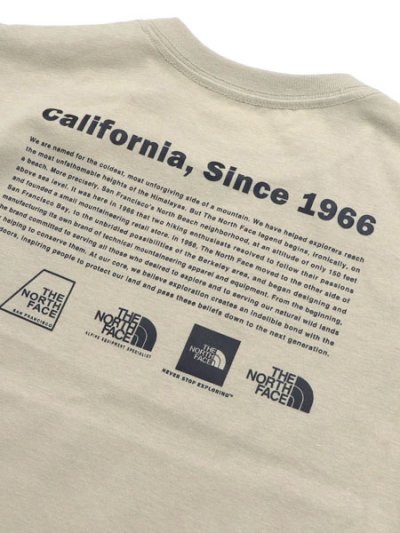 california, Since 1966
We are named for the coldest, most unforgiving side of a mountain. We have helped explorers reach
the most unfathomable heights of the Himalayas. But The North Face legend begins, ironically, on
a beach. More precisely, San Francisco's North Beach neighborhood, at an altitude of only 150 feet
above sea level. It was here in 1966 that two hiking enthusiasts resolved to follow their passions
and founded a small mountaineering retail store. In 1968, The North Face moved to the other side of
San Francisco Bay, to the unbridled possibilities of the Berkeley area, and began designing and
manufacturing its own brand of technical mountaineering apparel and equipment. From the beginning,
brand committed to serving all those who desired to explore and to serving our natural wild lands
helping to conserve them. At our core, we believe exploration creates an indelible bond with the
doors, inspiring people to protect our land and pass these beliefs down to the next generation.
THE
NORTH
FACE
SAN FRANCISCO
THE
NORTH
FACE
ALPINE EQUIPMENT SPECIALIST
THE
NORTH
FACE
NEVER STOP EXPLORING™
THE
NORTH
FACE